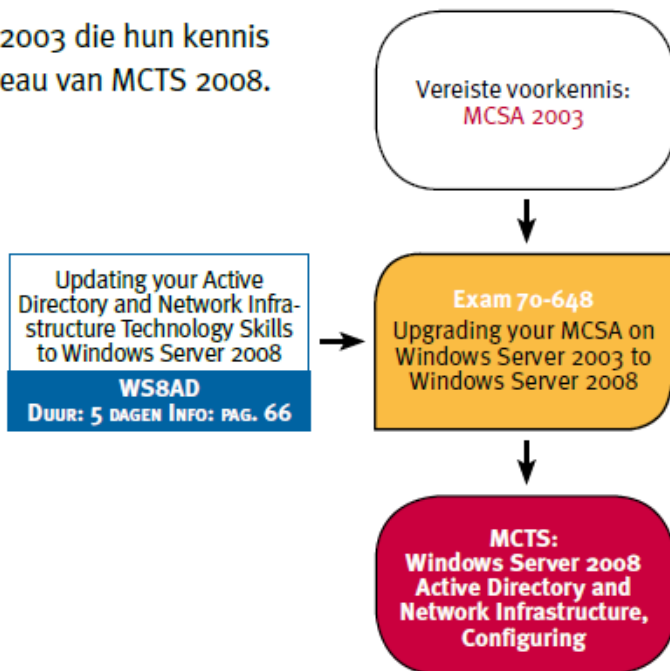 2003 die hun kennis
eau van MCTS 2008.
Vereiste voorkennis:
MCSA 2003
Updating your Active
Directory and Network Infra-
structure Technology Skills
to Windows Server 2008
WS8AD
DUUR: 5 DAGEN INFO: PAG. 66
Exam 70-648
Upgrading your MCSA on
Windows Server 2003 to
Windows Server 2008
MCTS:
Windows Server 2008
Active Directory and
Network Infrastructure,
Configuring